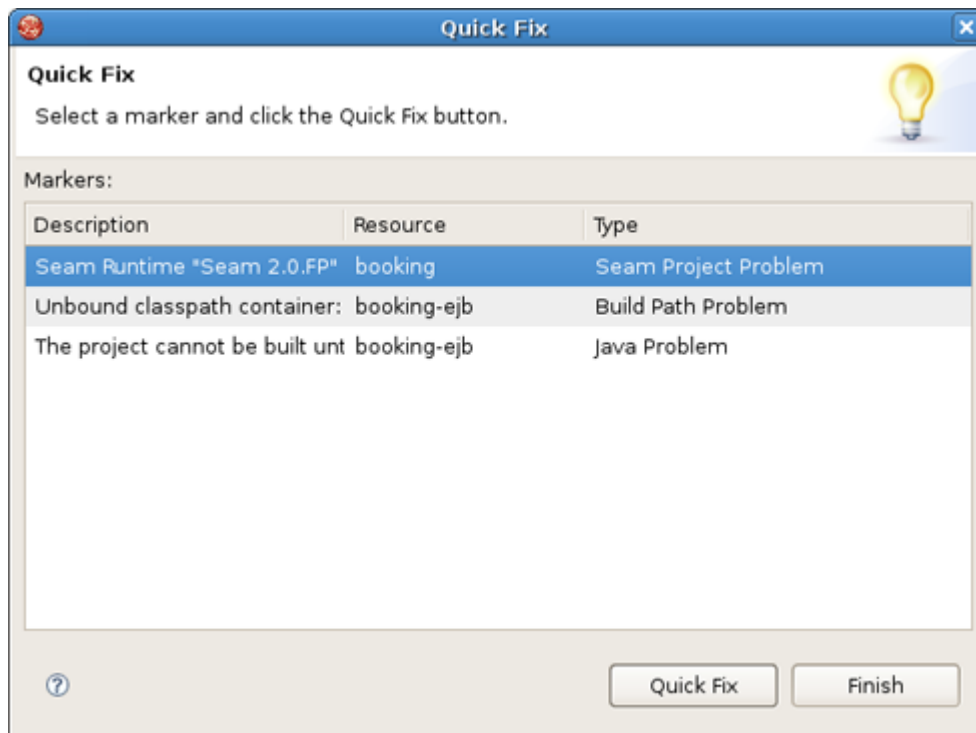 Quick Fix
Quick Fix
Select a marker and click the Quick Fix button.
Markers:
Description Resource Type
Seam Runtime "Seam 2.0.FP" booking Seam Project Problem
Unbound classpath container: booking-ejb Build Path Problem
The project cannot be built unt booking-ejb Java Problem
Quick Fix Finish